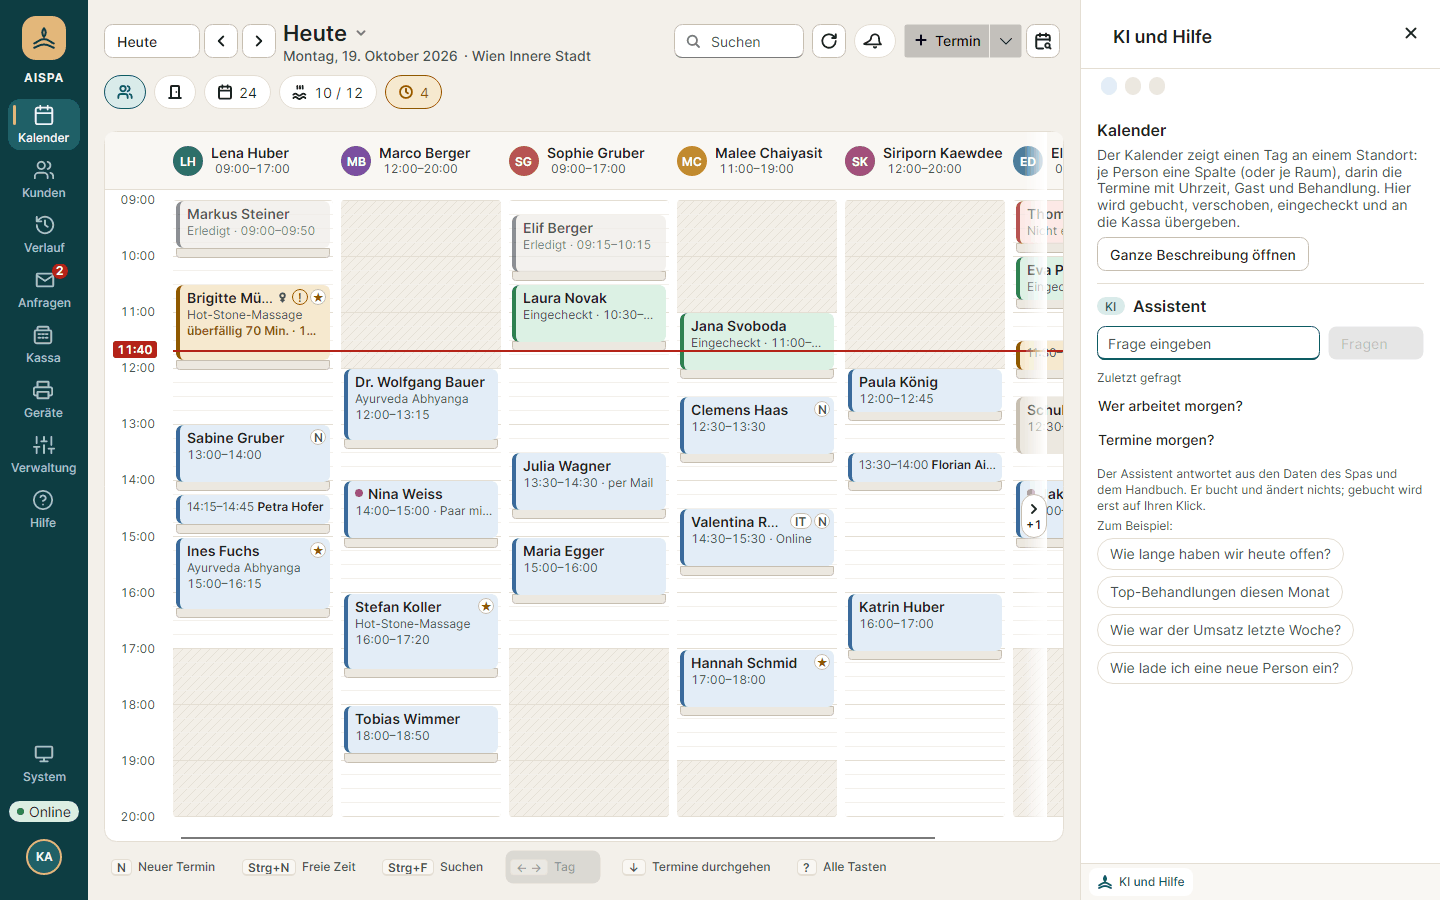 AISPA
Kalender
Kunden
Verlauf
Anfragen
2
Kassa
Geräte
Verwaltung
Hilfe
System
Online
KA
Heute
Heute
Montag, 19. Oktober 2026 · Wien Innere Stadt
Suchen
Termin
24
10 / 12
4
LH Lena Huber
09:00–17:00
MB Marco Berger
12:00–20:00
SG Sophie Gruber
09:00–17:00
MC Malee Chaiyasit
11:00–19:00
SK Siriporn Kaewdee
12:00–20:00
ED
09:00
10:00
11:00
11:40
12:00
13:00
14:00
15:00
16:00
17:00
18:00
19:00
20:00
Markus Steiner
Erledigt · 09:00–09:50
Brigitte Mü... !
Hot-Stone-Massage
überfällig 70 Min. · 1...
Sabine Gruber N
13:00–14:00
14:15–14:45 Petra Hofer
Ines Fuchs
Ayurveda Abhyanga
15:00–16:15
Dr. Wolfgang Bauer
Ayurveda Abhyanga
12:00–13:15
Nina Weiss
14:00–15:00 · Paar mi...
Stefan Koller
Hot-Stone-Massage
16:00–17:20
Tobias Wimmer
18:00–18:50
Elif Berger
Erledigt · 09:15–10:15
Laura Novak
Eingecheckt · 10:30–...
Julia Wagner
13:30–14:30 · per Mail
Maria Egger
15:00–16:00
Jana Svoboda
Eingecheckt · 11:00–...
Clemens Haas N
12:30–13:30
Valentina R... IT N
14:30–15:30 · Online
Hannah Schmid
17:00–18:00
Paula König
12:00–12:45
13:30–14:00 Florian Ai...
Katrin Huber
16:00–17:00
Thom
Nicht e
Eva P
Eingec
+1
N Neuer Termin
Strg+N Freie Zeit
Strg+F Suchen
← → Tag
↓ Termine durchgehen
? Alle Tasten
KI und Hilfe
Kalender
Der Kalender zeigt einen Tag an einem Standort:
je Person eine Spalte (oder je Raum), darin die
Termine mit Uhrzeit, Gast und Behandlung. Hier
wird gebucht, verschoben, eingecheckt und an
die Kassa übergeben.
Ganze Beschreibung öffnen
KI Assistent
Frage eingeben
Fragen
Zuletzt gefragt
Wer arbeitet morgen?
Termine morgen?
Der Assistent antwortet aus den Daten des Spas und
dem Handbuch. Er bucht und ändert nichts; gebucht wird
erst auf Ihren Klick.
Zum Beispiel:
Wie lange haben wir heute offen?
Top-Behandlungen diesen Monat
Wie war der Umsatz letzte Woche?
Wie lade ich eine neue Person ein?
KI und Hilfe